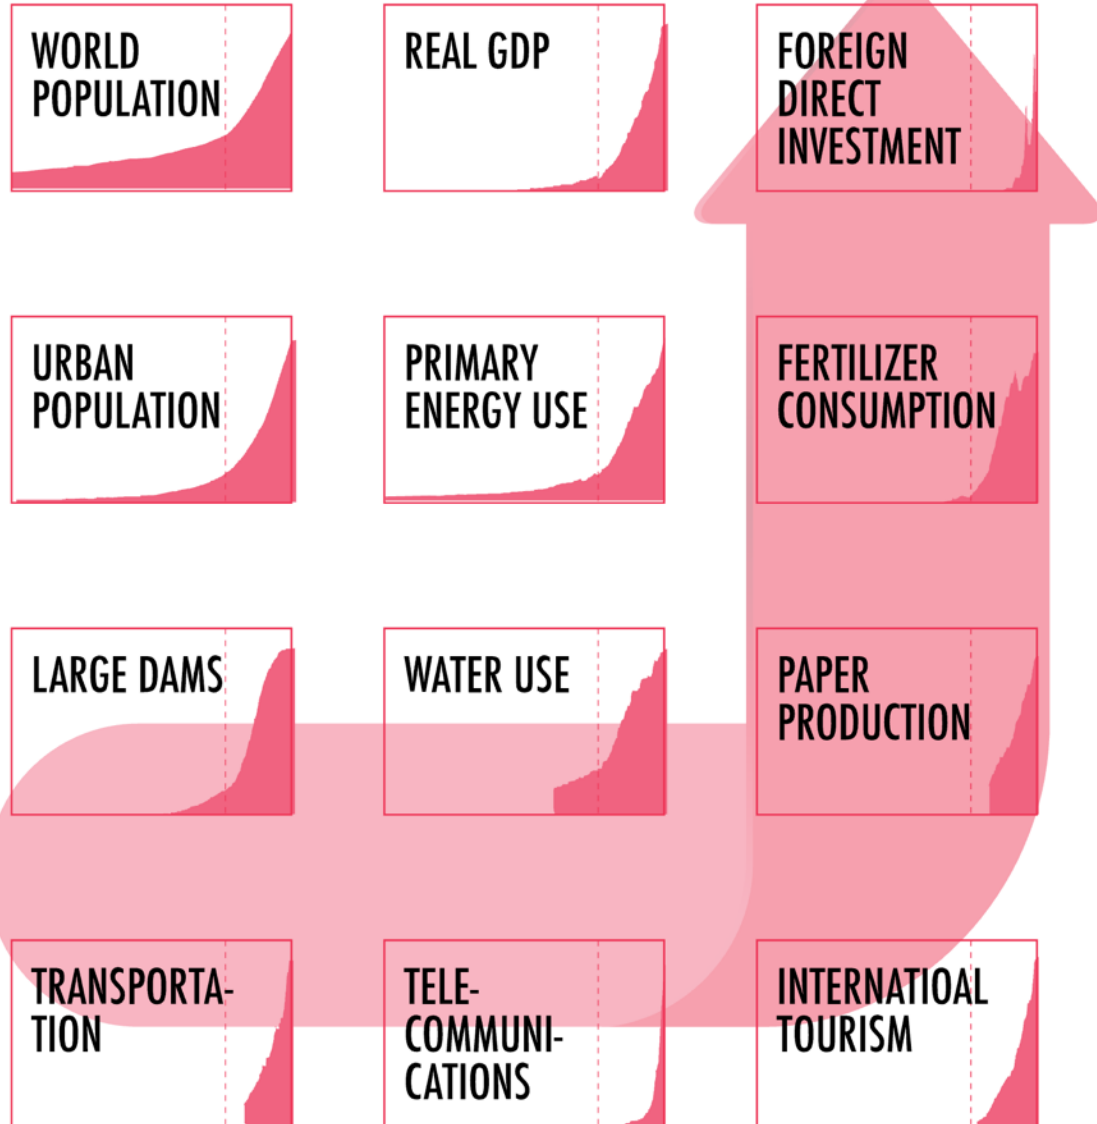 WORLD
POPULATION
REAL GDP
FOREIGN
DIRECT
INVESTMENT
URBAN
POPULATION
PRIMARY
ENERGY USE
FERTILIZER
CONSUMPTION
LARGE DAMS
WATER USE
PAPER
PRODUCTION
TRANSPORTA-
TION
TELE-
COMMUNI-
CATIONS
INTERNATIOAL
TOURISM